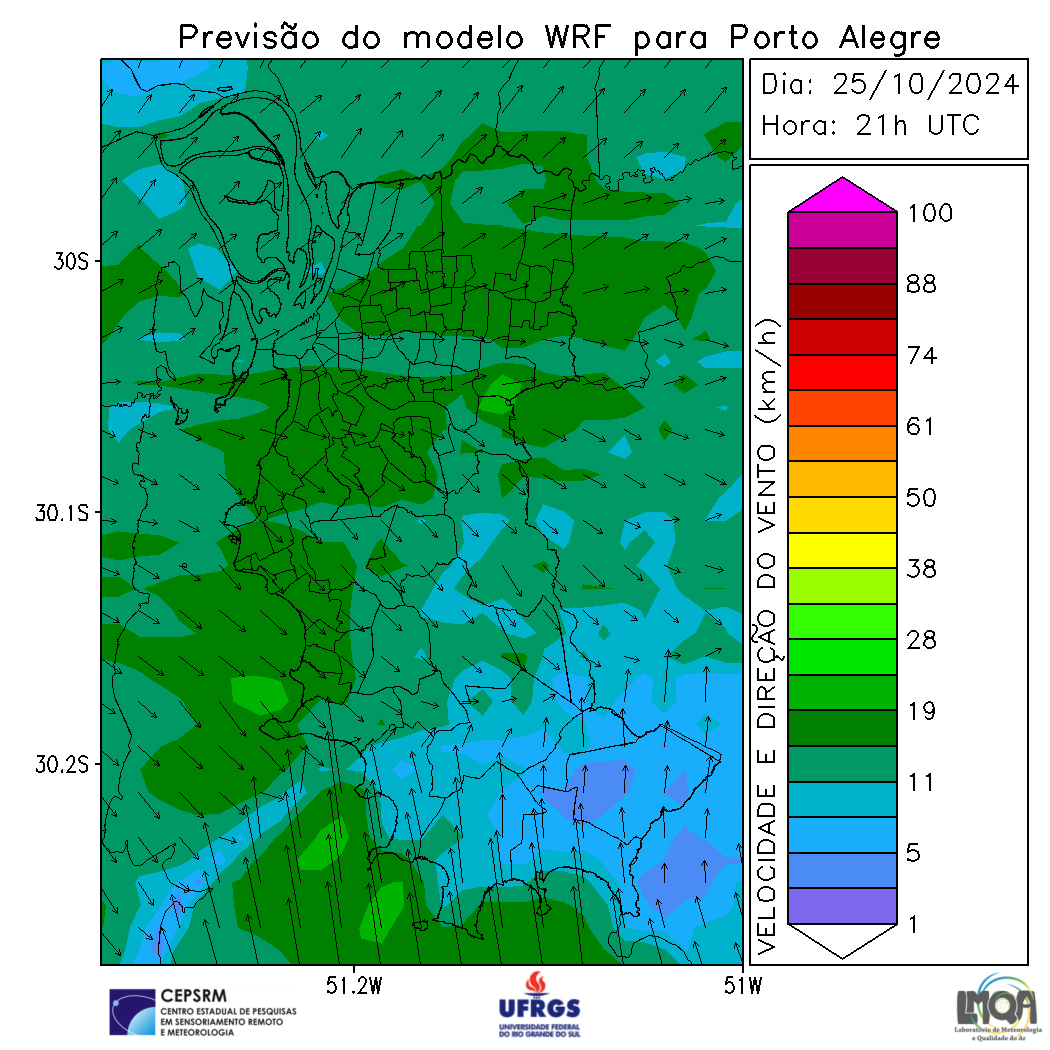 Previsão do modelo WRF para Porto Alegre
Dia: 25/10/2024
Hora: 21h UTC
30S
30.1S
30.2S
51.2W
51W
VELOCIDADE E DIREÇÃO DO VENTO (km/h)
100
88
74
61
50
38
28
19
11
5
1
CEPSRM
CENTRO ESTADUAL DE PESQUISAS
EM SENSORIAMENTO REMOTO
E METEOROLOGIA
UFRGS
UNIVERSIDADE FEDERAL
DO RIO GRANDE DO SUL
LMQA
Laboratório de Meteorologia
e Qualidade do Ar